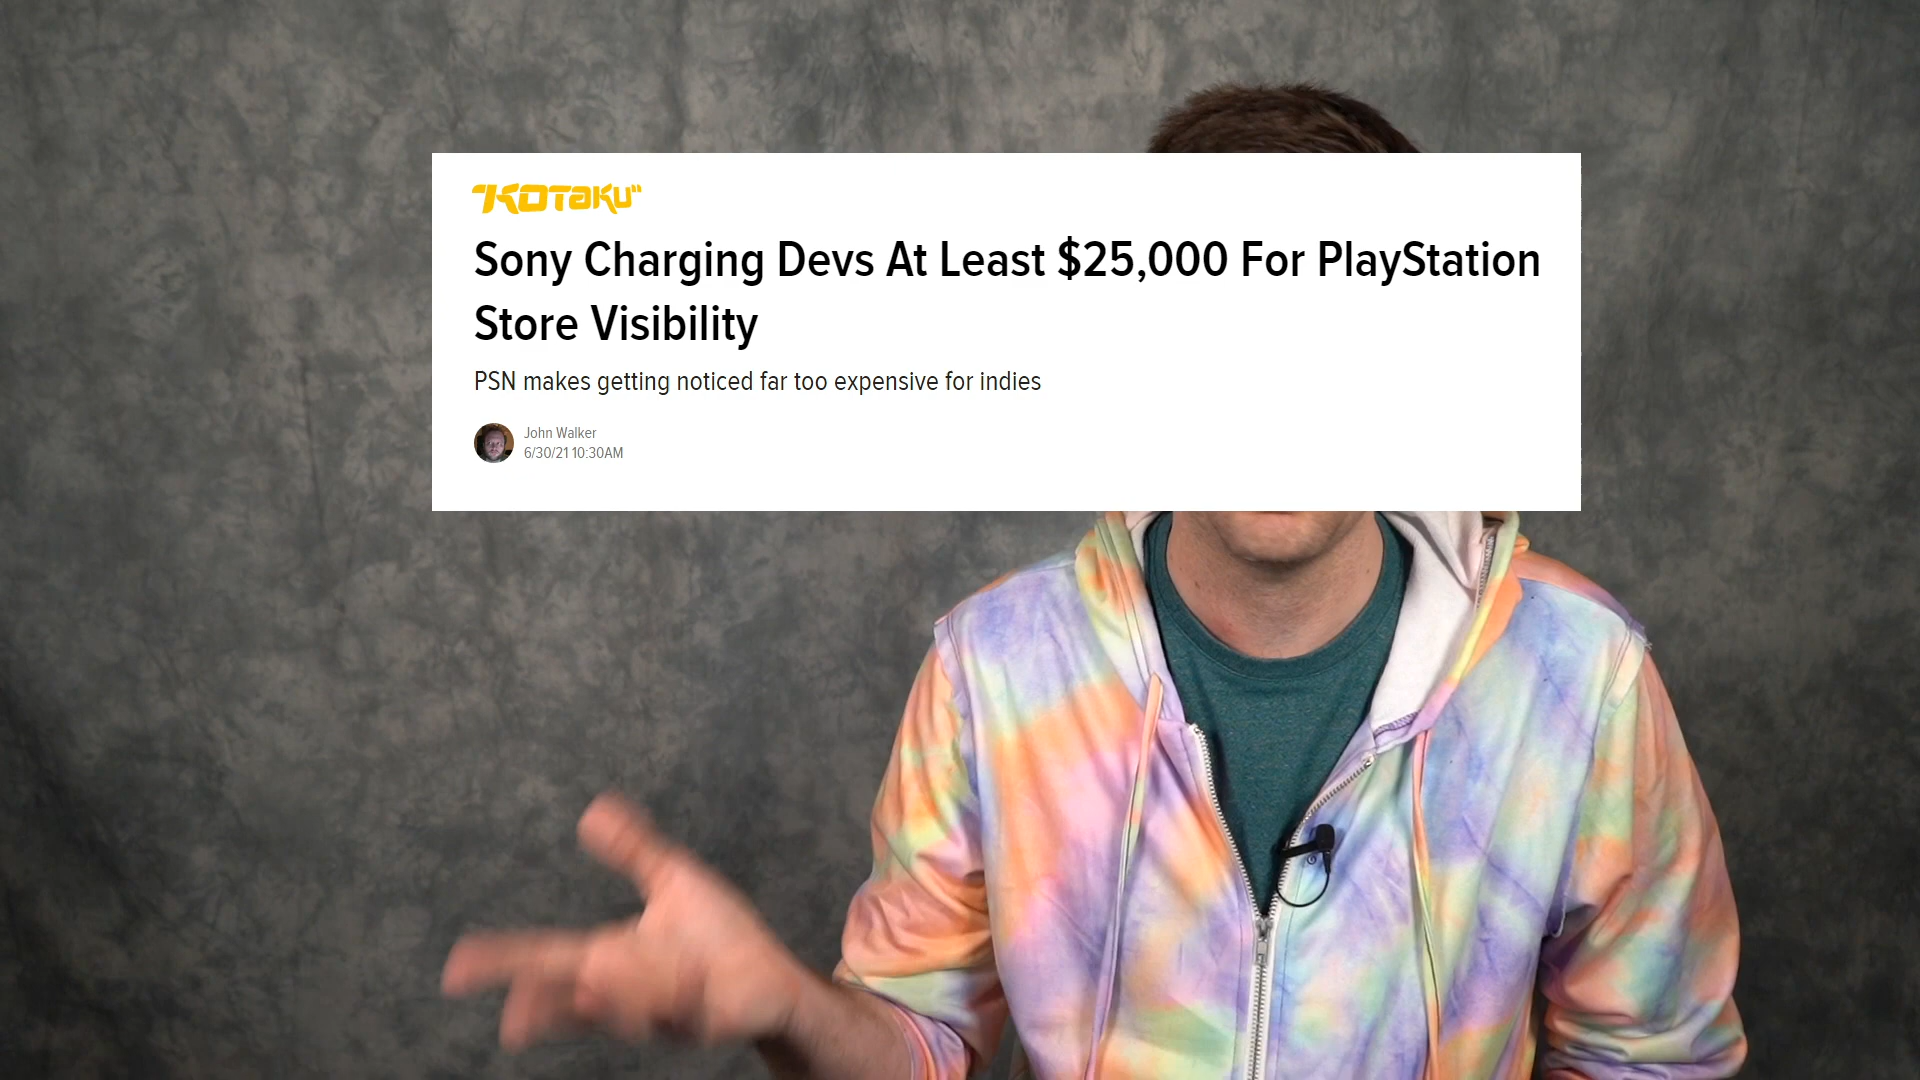 KOTAKU
Sony Charging Devs At Least $25,000 For PlayStation
Store Visibility
PSN makes getting noticed far too expensive for indies
John Walker
6/30/21 10:30AM